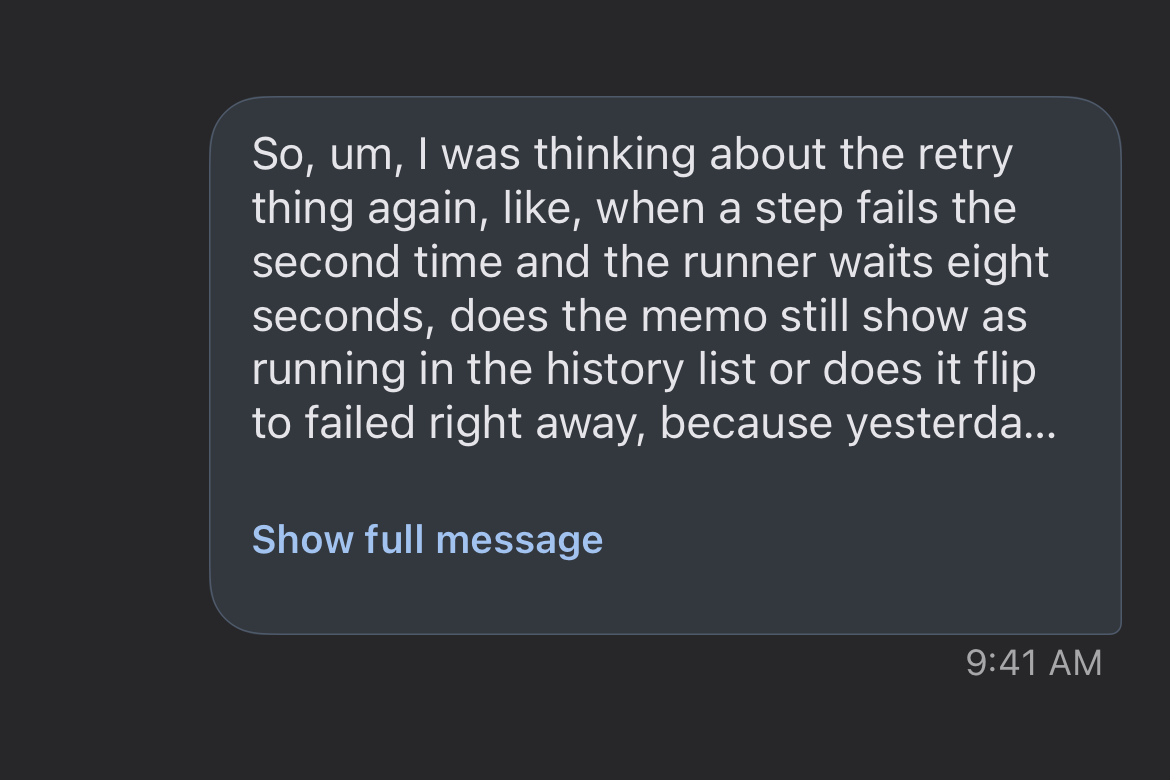 So, um, I was thinking about the retry
thing again, like, when a step fails the
second time and the runner waits eight
seconds, does the memo still show as
running in the history list or does it flip
to failed right away, because yesterda...
Show full message
9:41 AM